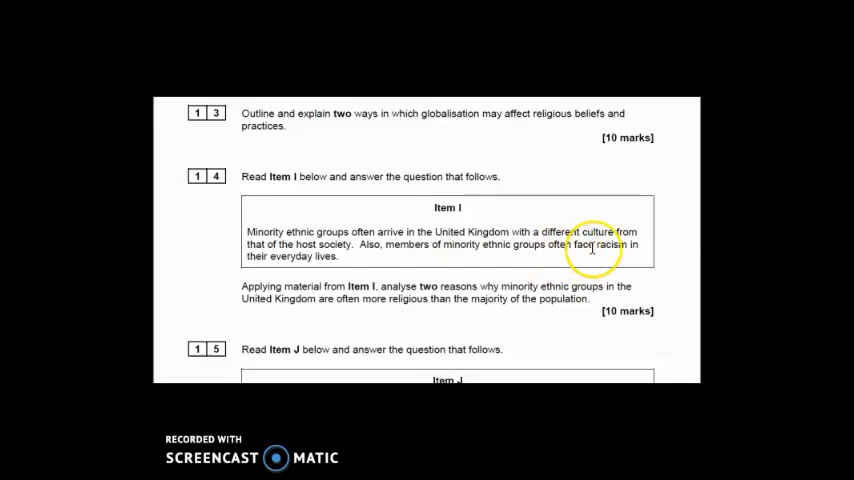 1 3 Outline and explain two ways in which globalisation may affect religious beliefs and
practices.
[10 marks]
1 4 Read Item I below and answer the question that follows.
Item I
Minority ethnic groups often arrive in the United Kingdom with a different culture from
that of the host society. Also, members of minority ethnic groups often face racism in
their everyday lives.
Applying material from Item I, analyse two reasons why minority ethnic groups in the
United Kingdom are often more religious than the majority of the population.
[10 marks]
1 5 Read Item J below and answer the question that follows.
Item J
RECORDED WITH
SCREENCAST MATIC